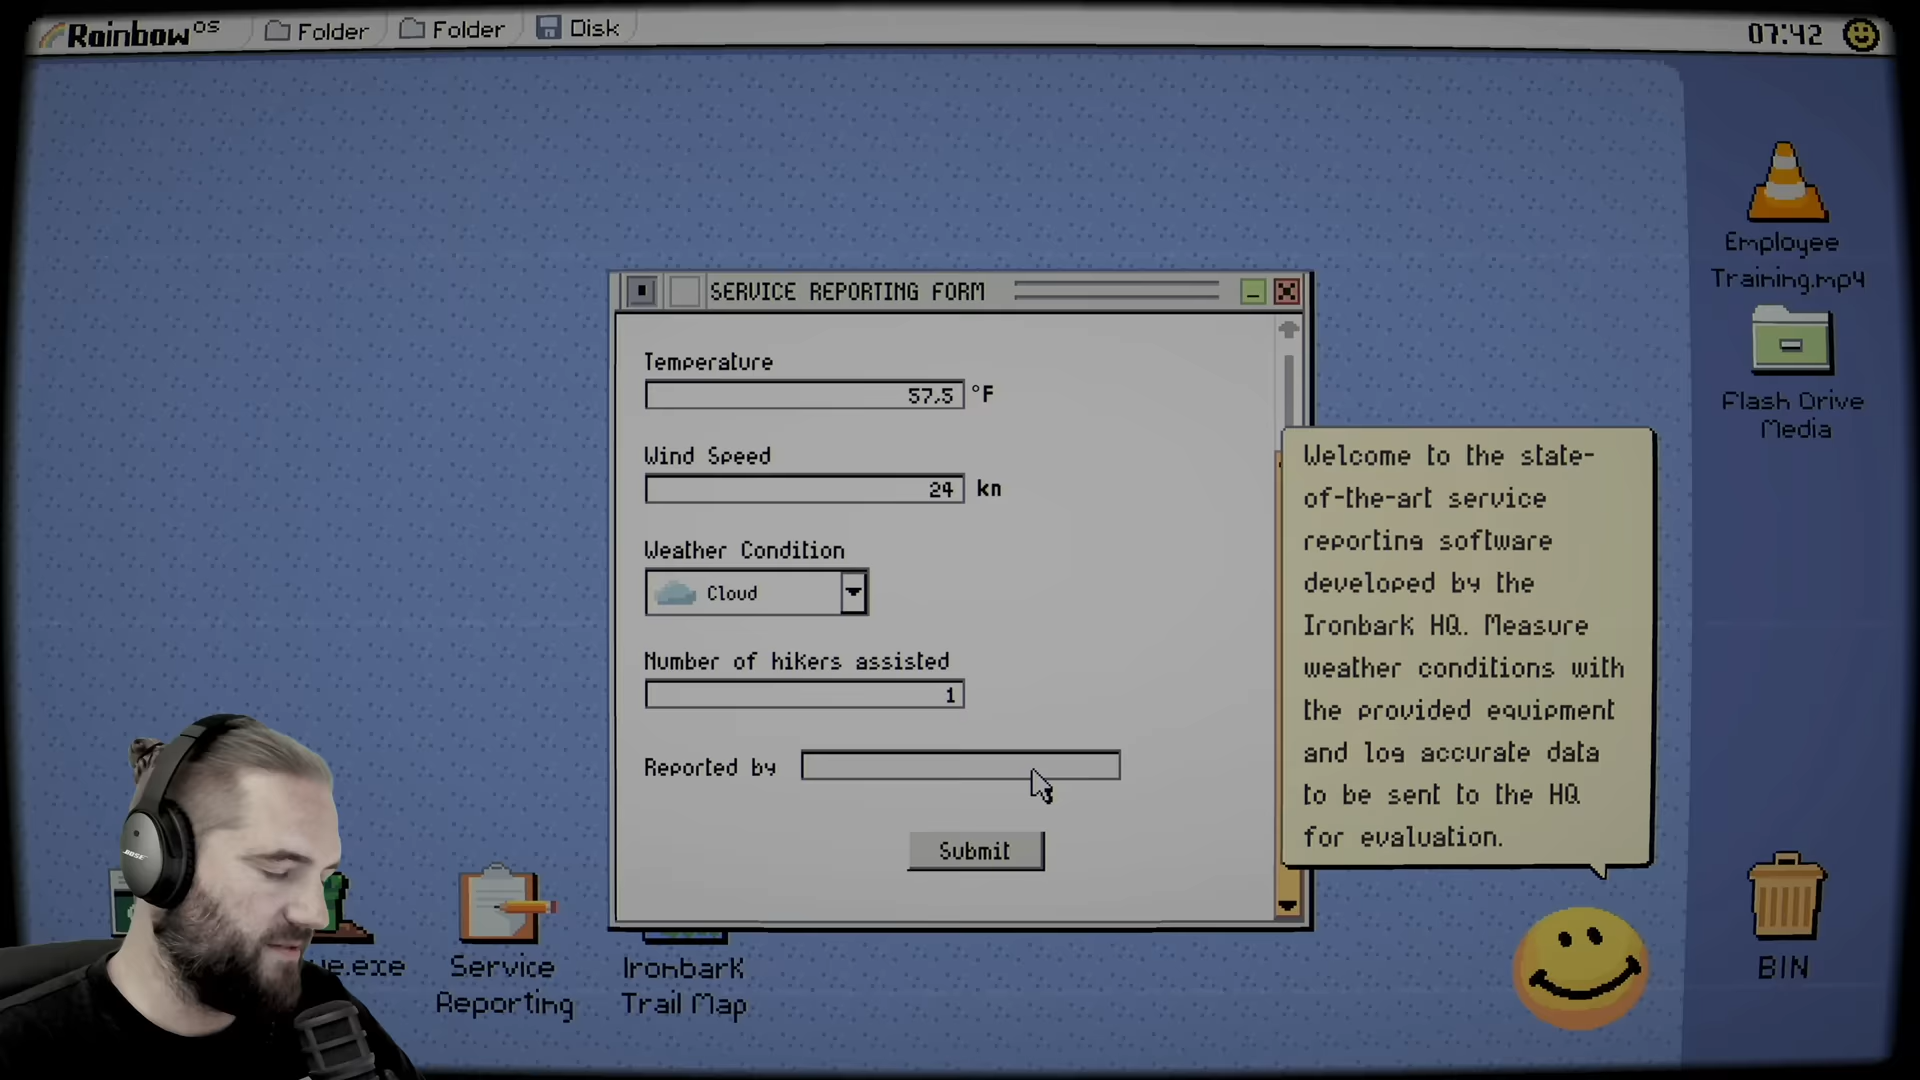 Rainbow OS
Folder
Folder
Disk
07:42
Employee
Training.mp4
Flash Drive
Media
SERVICE REPORTING FORM
Temperature
57.5 °F
Wind Speed
24 kn
Weather Condition
Cloud
Number of hikers assisted
1
Reported by
Submit
Welcome to the state-
of-the-art service
reporting software
developed by the
Ironbark HQ. Measure
weather conditions with
the provided equipment
and log accurate data
to be sent to the HQ
for evaluation.
ue.exe
Service
Reporting
Ironbark
Trail Map
BIN
BOSE